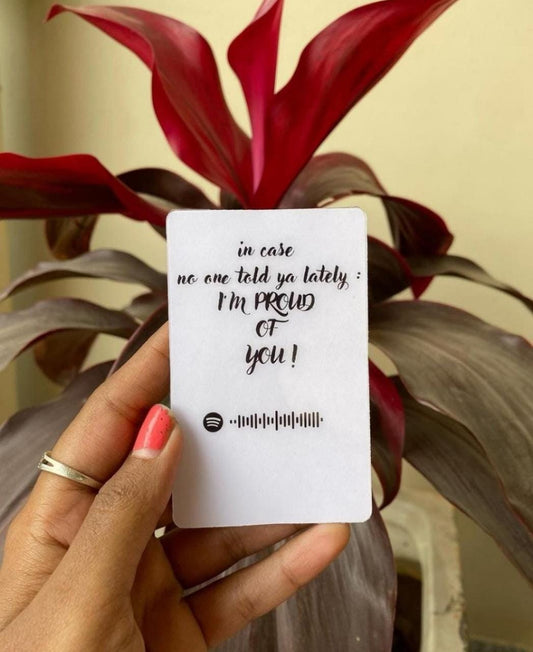 in case
no one told ya lately :
I'M PROUD
OF
YOU!